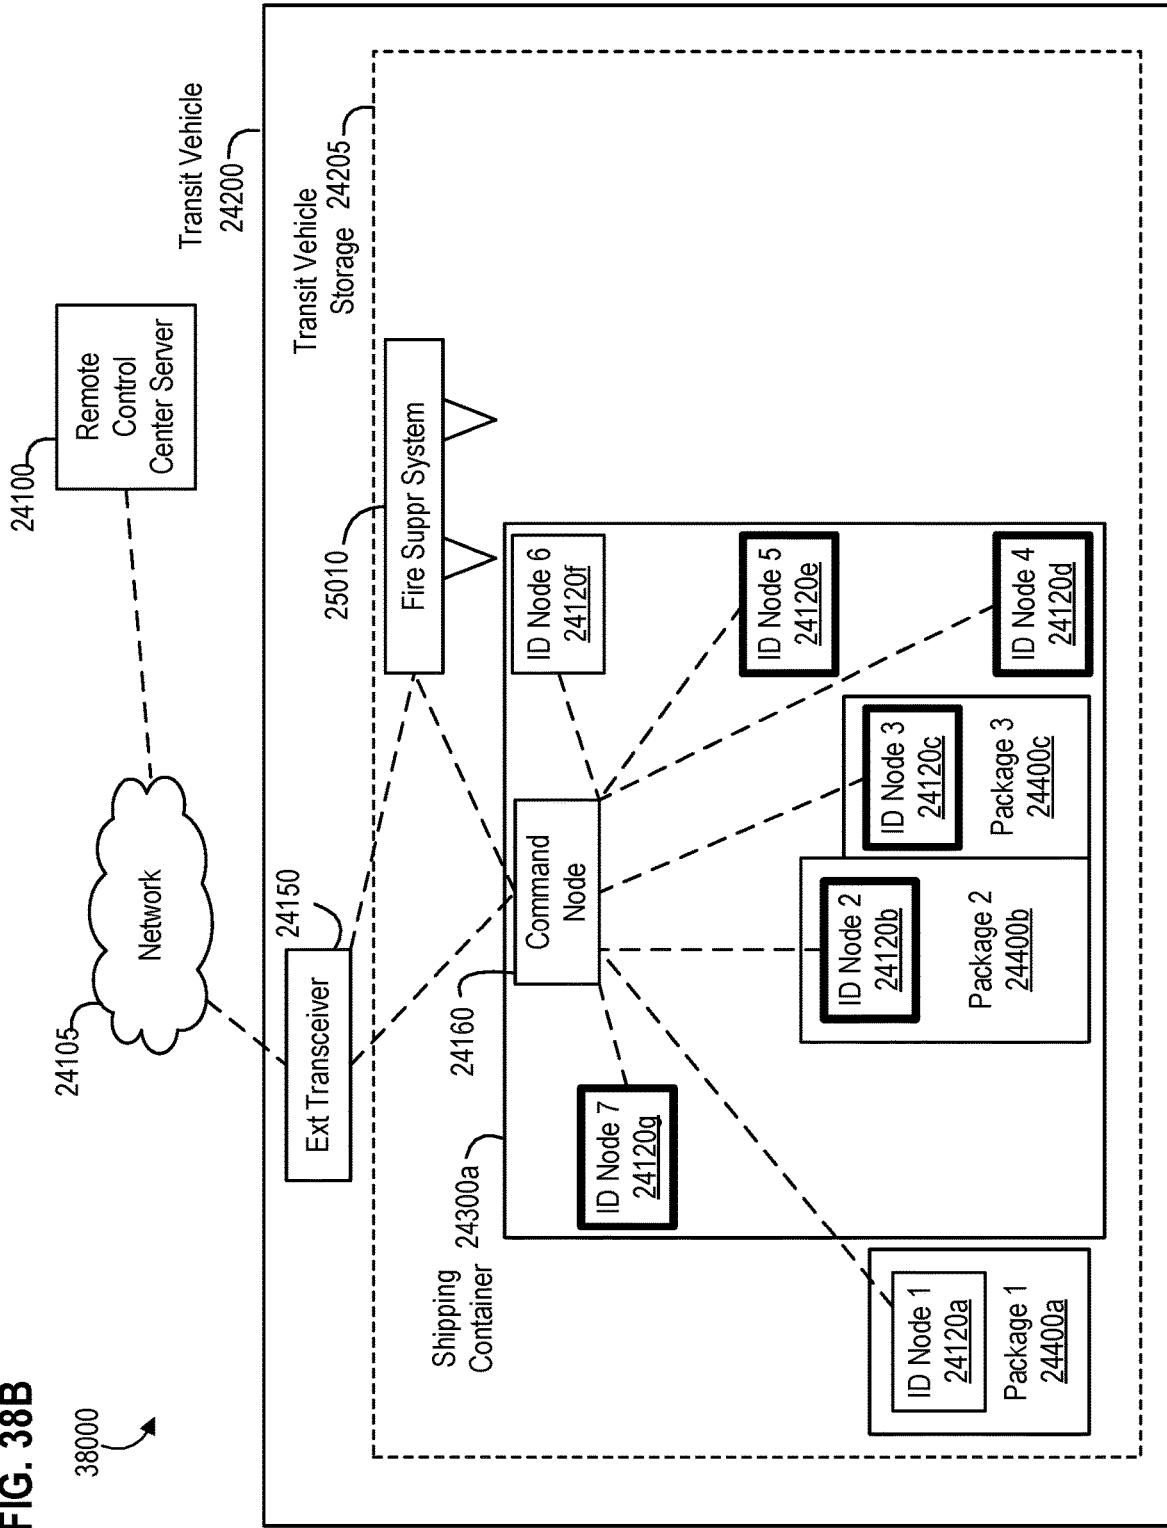 FIG. 38B
38000
24105
Network
24100
Remote
Control
Center Server
Transit Vehicle
24200
Ext Transceiver
24150
Transit Vehicle
Storage 24205
25010
Fire Suppr System
Shipping
Container 24300a
24160
Command
Node
ID Node 6
24120f
ID Node 7
24120g
ID Node 5
24120e
ID Node 1
24120a
Package 1
24400a
ID Node 2
24120b
Package 2
24400b
ID Node 3
24120c
Package 3
24400c
ID Node 4
24120d